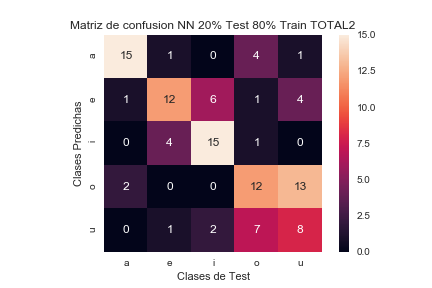 Matriz de confusion NN 20% Test 80% Train TOTAL2
Clases Predichas
a 15 1 0 4 1
e 1 12 6 1 4
i 0 4 15 1 0
o 2 0 0 12 13
u 0 1 2 7 8
a e i o u
Clases de Test
15.0
12.5
10.0
7.5
5.0
2.5
0.0